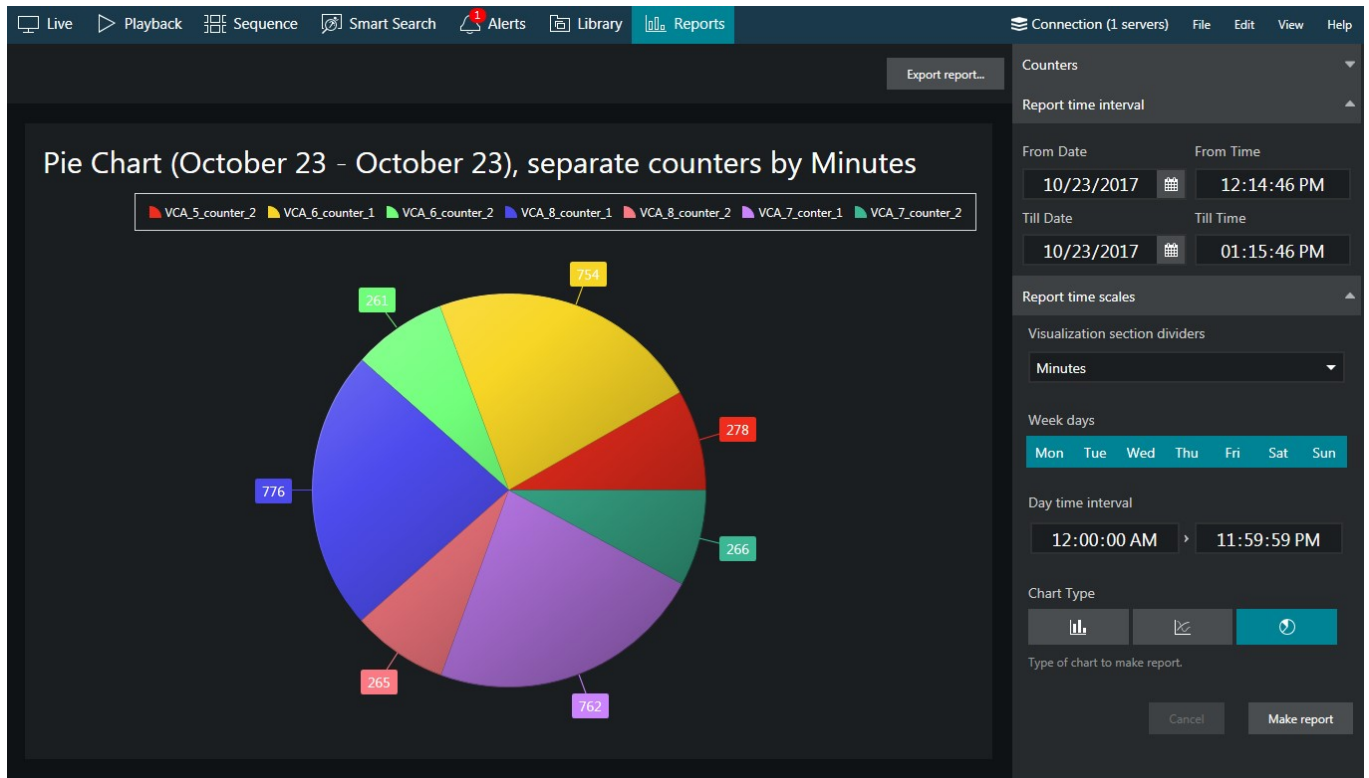 Live Playback Sequence Smart Search 1 Alerts Library Reports Connection (1 servers) File Edit View Help
Export report...
Pie Chart (October 23 - October 23), separate counters by Minutes
VCA_5_counter_2 VCA_6_counter_1 VCA_6_counter_2 VCA_8_counter_1 VCA_8_counter_2 VCA_7_conter_1 VCA_7_counter_2
754
261
278
776
266
265
762
Counters
Report time interval
From Date From Time
10/23/2017 12:14:46 PM
Till Date Till Time
10/23/2017 01:15:46 PM
Report time scales
Visualization section dividers
Minutes
Week days
Mon Tue Wed Thu Fri Sat Sun
Day time interval
12:00:00 AM › 11:59:59 PM
Chart Type
Type of chart to make report.
Cancel Make report